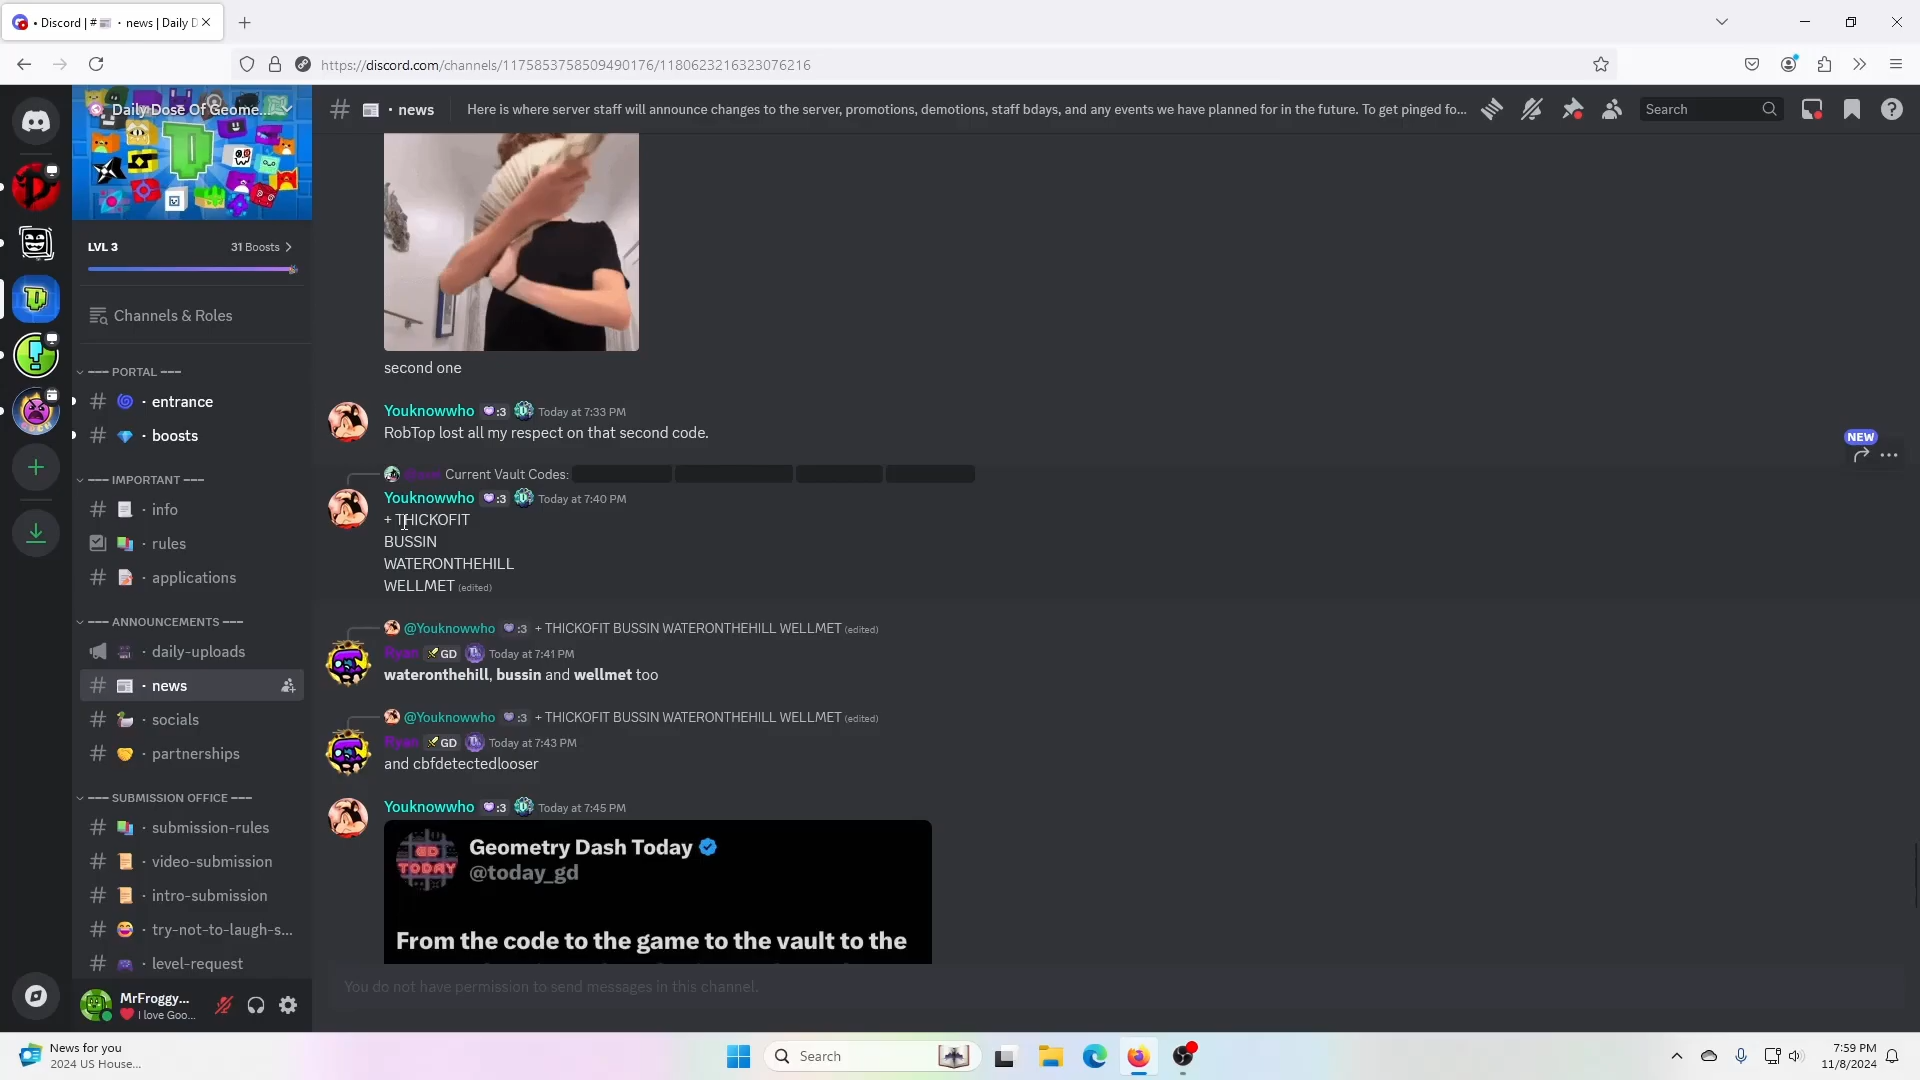 • Discord | #📰 · news | Daily D
https://discord.com/channels/1175853758509490176/1180623216323076216
Daily Dose Of Geome...
LVL 3
31 Boosts
Channels & Roles
─── PORTAL ───
· entrance
· boosts
─── IMPORTANT ───
· info
· rules
· applications
─── ANNOUNCEMENTS ───
· daily-uploads
· news
· socials
· partnerships
─── SUBMISSION OFFICE ───
· submission-rules
· video-submission
· intro-submission
· try-not-to-laugh-s...
· level-request
MrFroggy...
I love Goo...
· news
Here is where server staff will announce changes to the server, promotions, demotions, staff bdays, and any events we have planned for in the future. To get pinged fo...
Search
second one
Youknowwho :3 Today at 7:33 PM
RobTop lost all my respect on that second code.
NEW
Current Vault Codes:
Youknowwho :3 Today at 7:40 PM
+ THICKOFIT
BUSSIN
WATERONTHEHILL
WELLMET (edited)
@Youknowwho :3 + THICKOFIT BUSSIN WATERONTHEHILL WELLMET (edited)
Ryan GD Today at 7:41 PM
wateronthehill, bussin and wellmet too
@Youknowwho :3 + THICKOFIT BUSSIN WATERONTHEHILL WELLMET (edited)
Ryan GD Today at 7:43 PM
and cbfdetectedlooser
Youknowwho :3 Today at 7:45 PM
GD
TODAY
Geometry Dash Today
@today_gd
From the code to the game to the vault to the
You do not have permission to send messages in this channel.
News for you
2024 US House...
Search
7:59 PM
11/8/2024